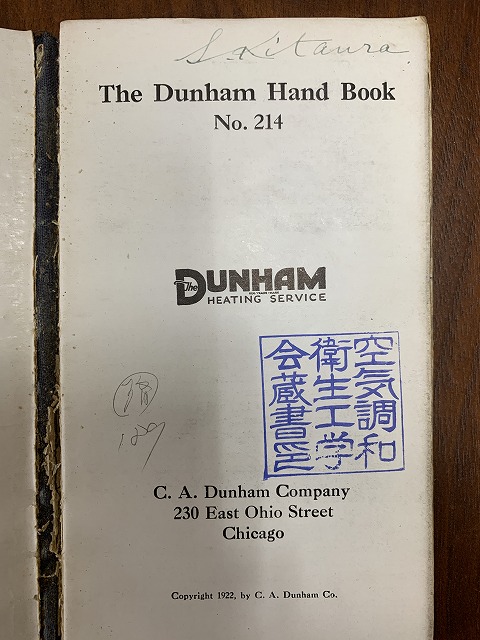 S. Kitaura
The Dunham Hand Book
No. 214
The DUNHAM
HEATING SERVICE
空気調和
衛生工学
会蔵書印
C. A. Dunham Company
230 East Ohio Street
Chicago
Copyright 1922, by C. A. Dunham Co.